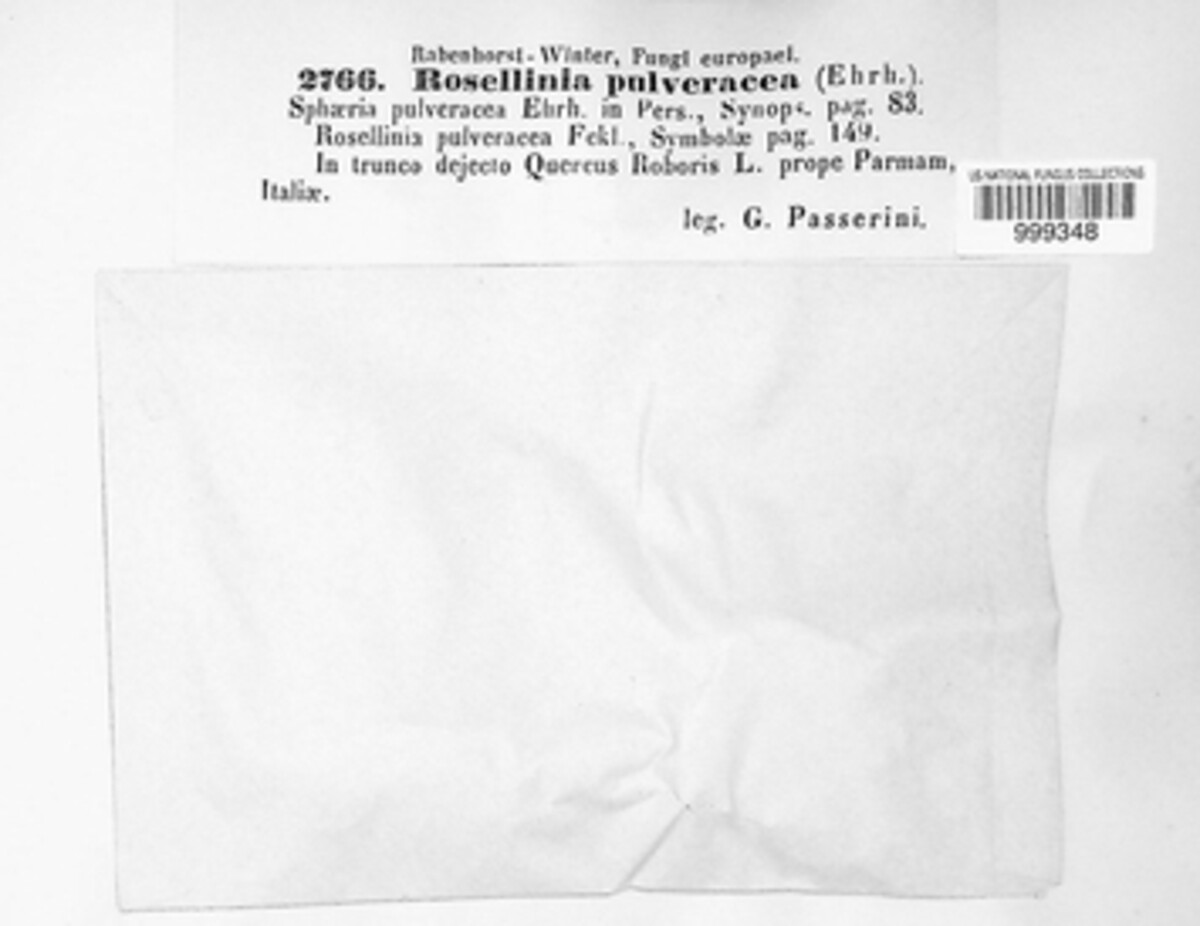 Rabenhorst-Winter, Fungi europaei.
2766. Rosellinia pulveracea (Ehrh.).
Sphæria pulveracea Ehrh. in Pers., Synops. pag. 83.
Rosellinia pulveracea Fckl., Symbolæ pag. 149.
In trunco dejecto Quercus Roboris L. prope Parmam,
Italiæ.
leg. G. Passerini.
US NATIONAL FUNGUS COLLECTIONS
999348